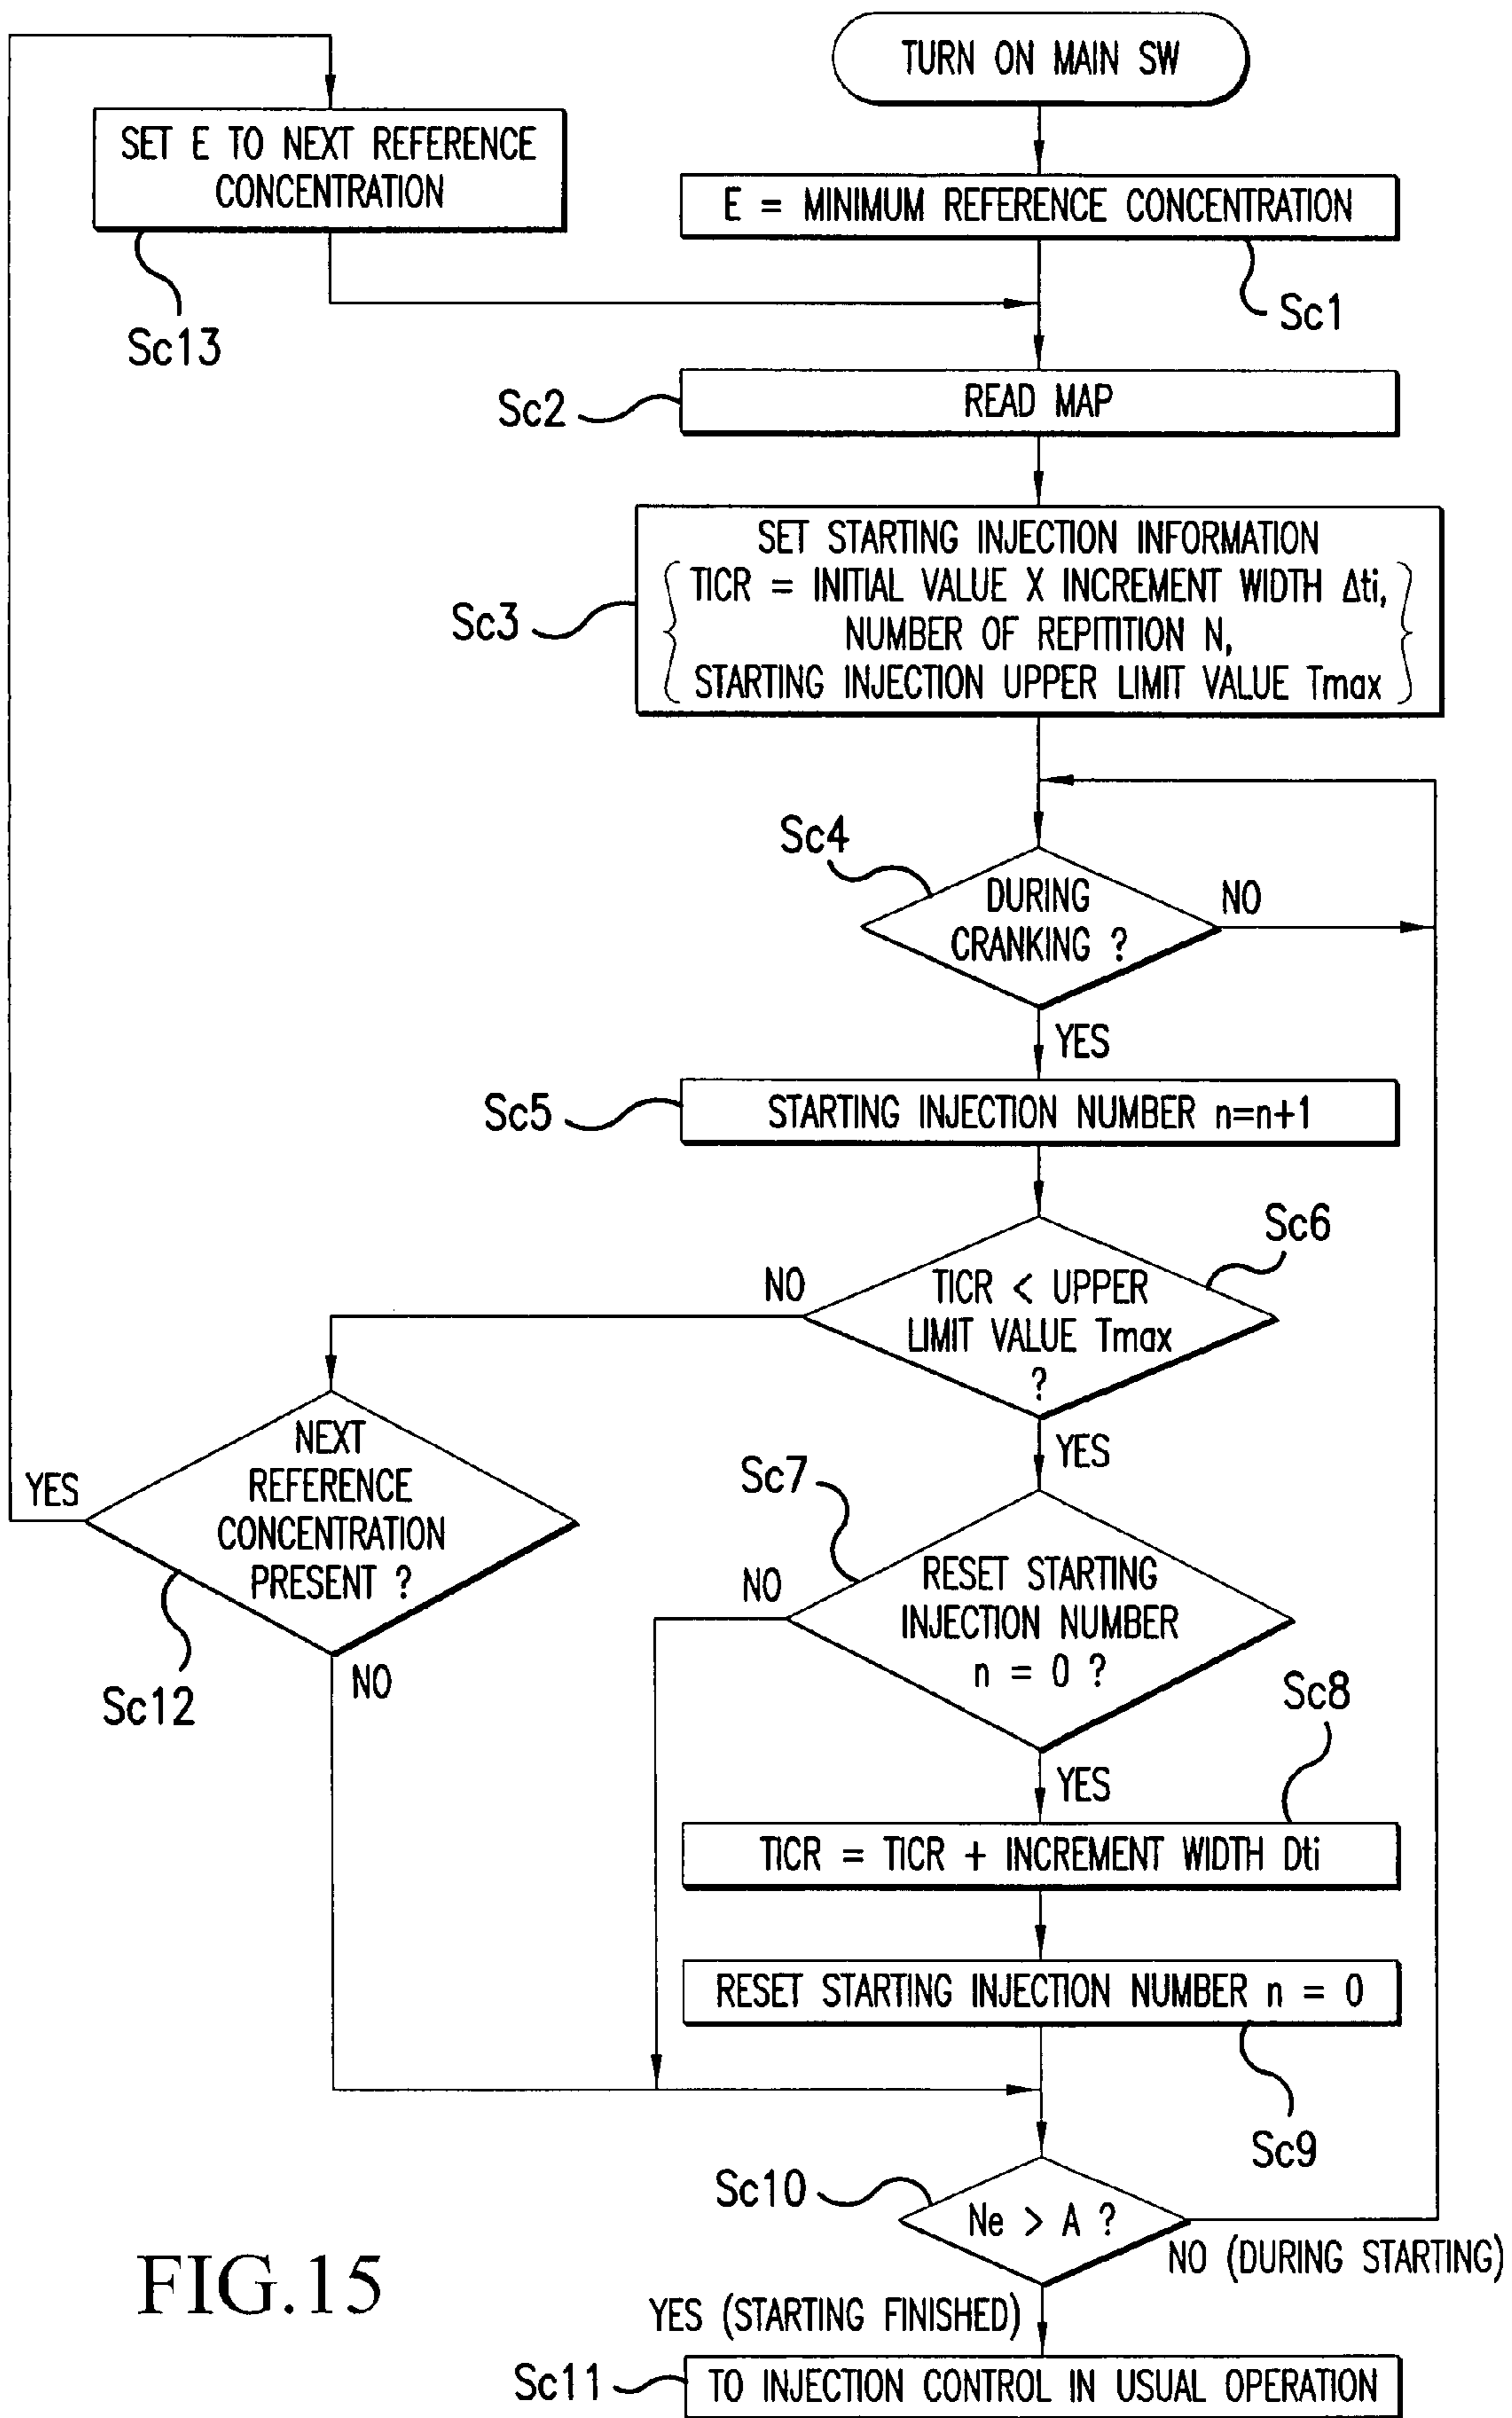 TURN ON MAIN SW
SET E TO NEXT REFERENCE
CONCENTRATION
Sc13
E = MINIMUM REFERENCE CONCENTRATION
Sc1
Sc2
READ MAP
Sc3
SET STARTING INJECTION INFORMATION
TICR = INITIAL VALUE X INCREMENT WIDTH Δti,
NUMBER OF REPITITION N,
STARTING INJECTION UPPER LIMIT VALUE Tmax
Sc4
DURING
CRANKING ?
NO
YES
Sc5
STARTING INJECTION NUMBER n=n+1
Sc6
TICR < UPPER
LIMIT VALUE Tmax
?
NO
YES
NEXT
REFERENCE
CONCENTRATION
PRESENT ?
YES
NO
Sc12
Sc7
RESET STARTING
INJECTION NUMBER
n = 0 ?
NO
YES
Sc8
TICR = TICR + INCREMENT WIDTH Dti
RESET STARTING INJECTION NUMBER n = 0
Sc9
Sc10
Ne > A ?
NO (DURING STARTING)
YES (STARTING FINISHED)
Sc11
TO INJECTION CONTROL IN USUAL OPERATION
FIG.15